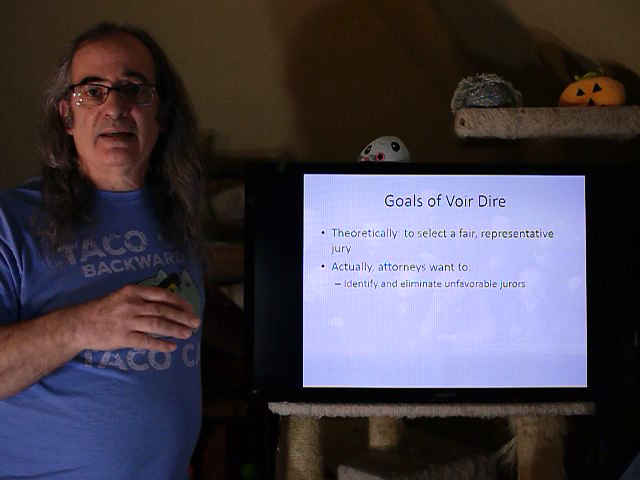 TACO
BACKWARD
TACO CA
Goals of Voir Dire
• Theoretically: to select a fair, representative
jury
• Actually, attorneys want to:
– Identify and eliminate unfavorable jurors